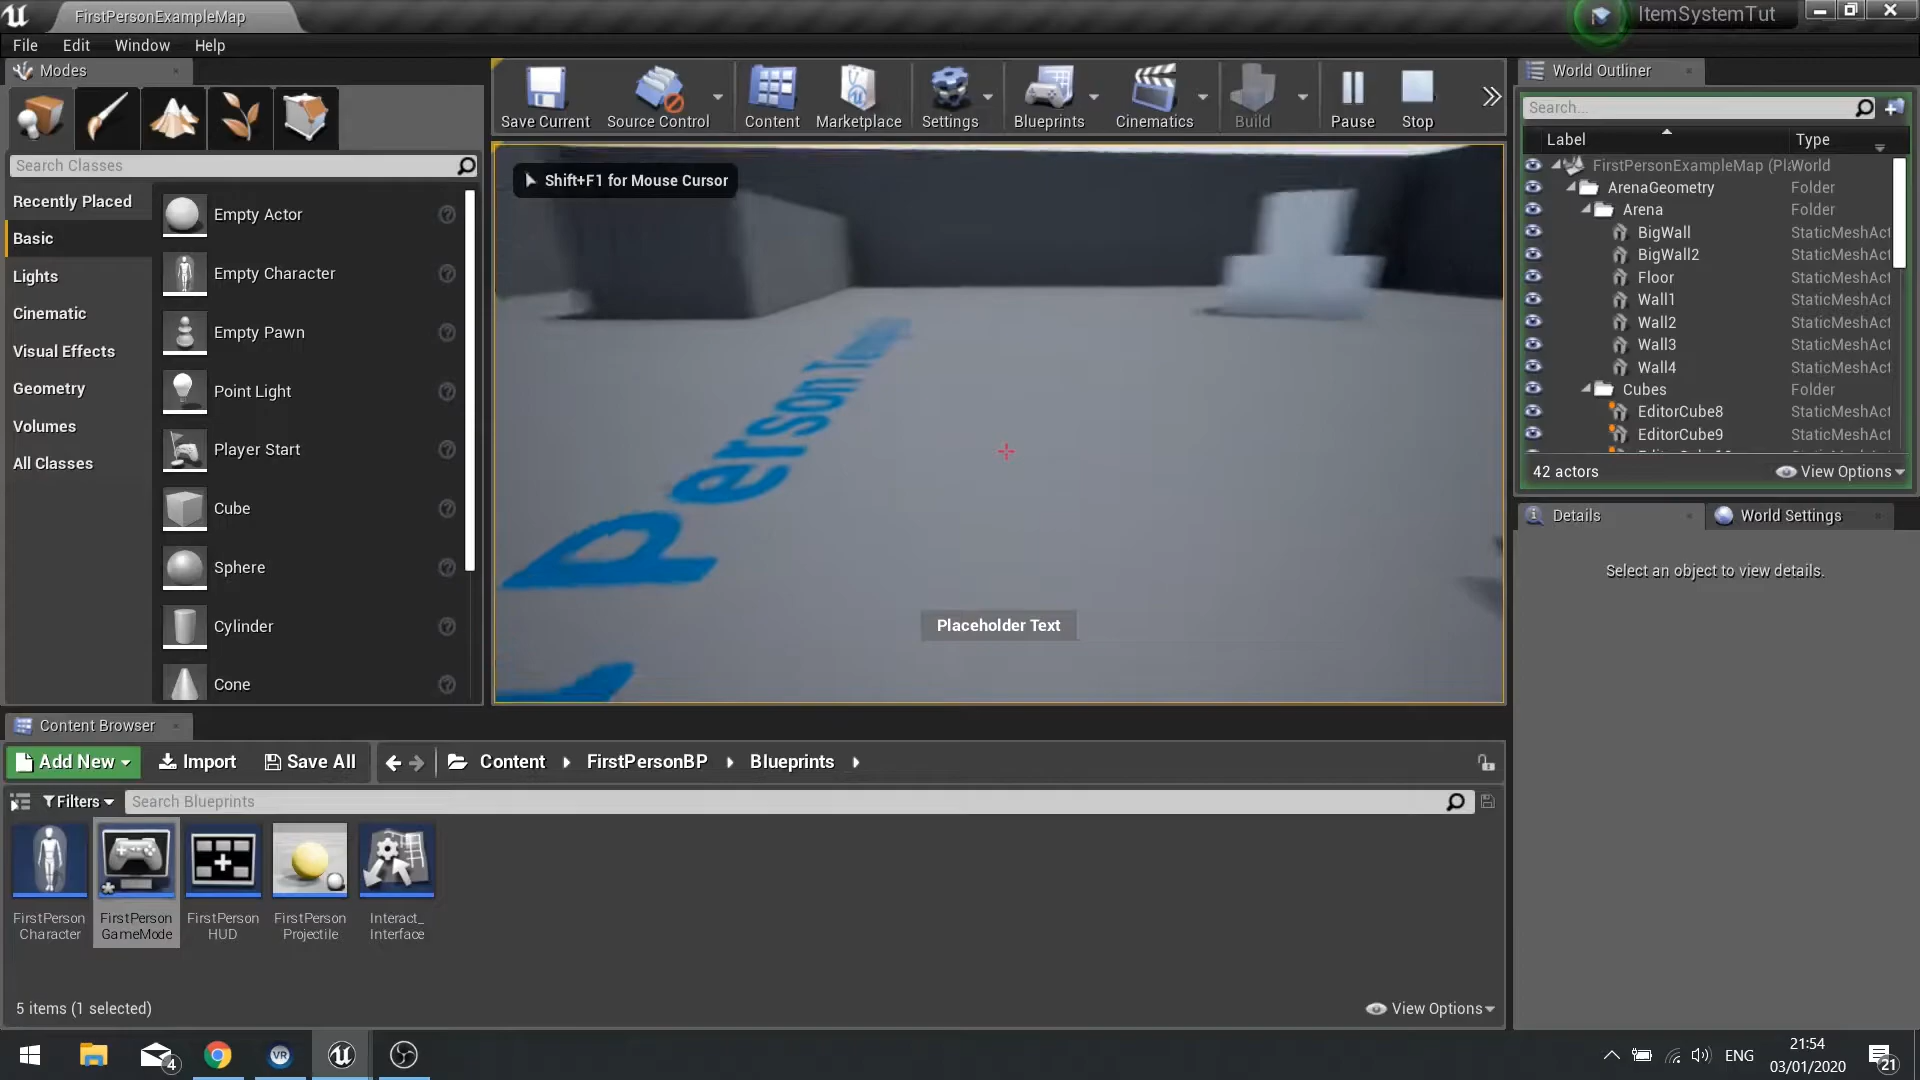 FirstPersonExampleMap
ItemSystemTut
File Edit Window Help
Modes
Search Classes
Recently Placed
Basic
Lights
Cinematic
Visual Effects
Geometry
Volumes
All Classes
Empty Actor
Empty Character
Empty Pawn
Point Light
Player Start
Cube
Sphere
Cylinder
Cone
Save Current
Source Control
Content
Marketplace
Settings
Blueprints
Cinematics
Build
Pause
Stop
Shift+F1 for Mouse Cursor
Person
Placeholder Text
World Outliner
Search...
Label Type
FirstPersonExampleMap (Pla World
ArenaGeometry Folder
Arena Folder
BigWall StaticMeshAct
BigWall2 StaticMeshAct
Floor StaticMeshAct
Wall1 StaticMeshAct
Wall2 StaticMeshAct
Wall3 StaticMeshAct
Wall4 StaticMeshAct
Cubes Folder
EditorCube8 StaticMeshAct
EditorCube9 StaticMeshAct
42 actors
View Options
Details
World Settings
Select an object to view details.
Content Browser
Add New Import Save All Content FirstPersonBP Blueprints
Filters Search Blueprints
FirstPerson
Character
FirstPerson
GameMode
FirstPerson
HUD
FirstPerson
Projectile
Interact_
Interface
5 items (1 selected)
View Options
4
VR
ENG
21:54
03/01/2020
21